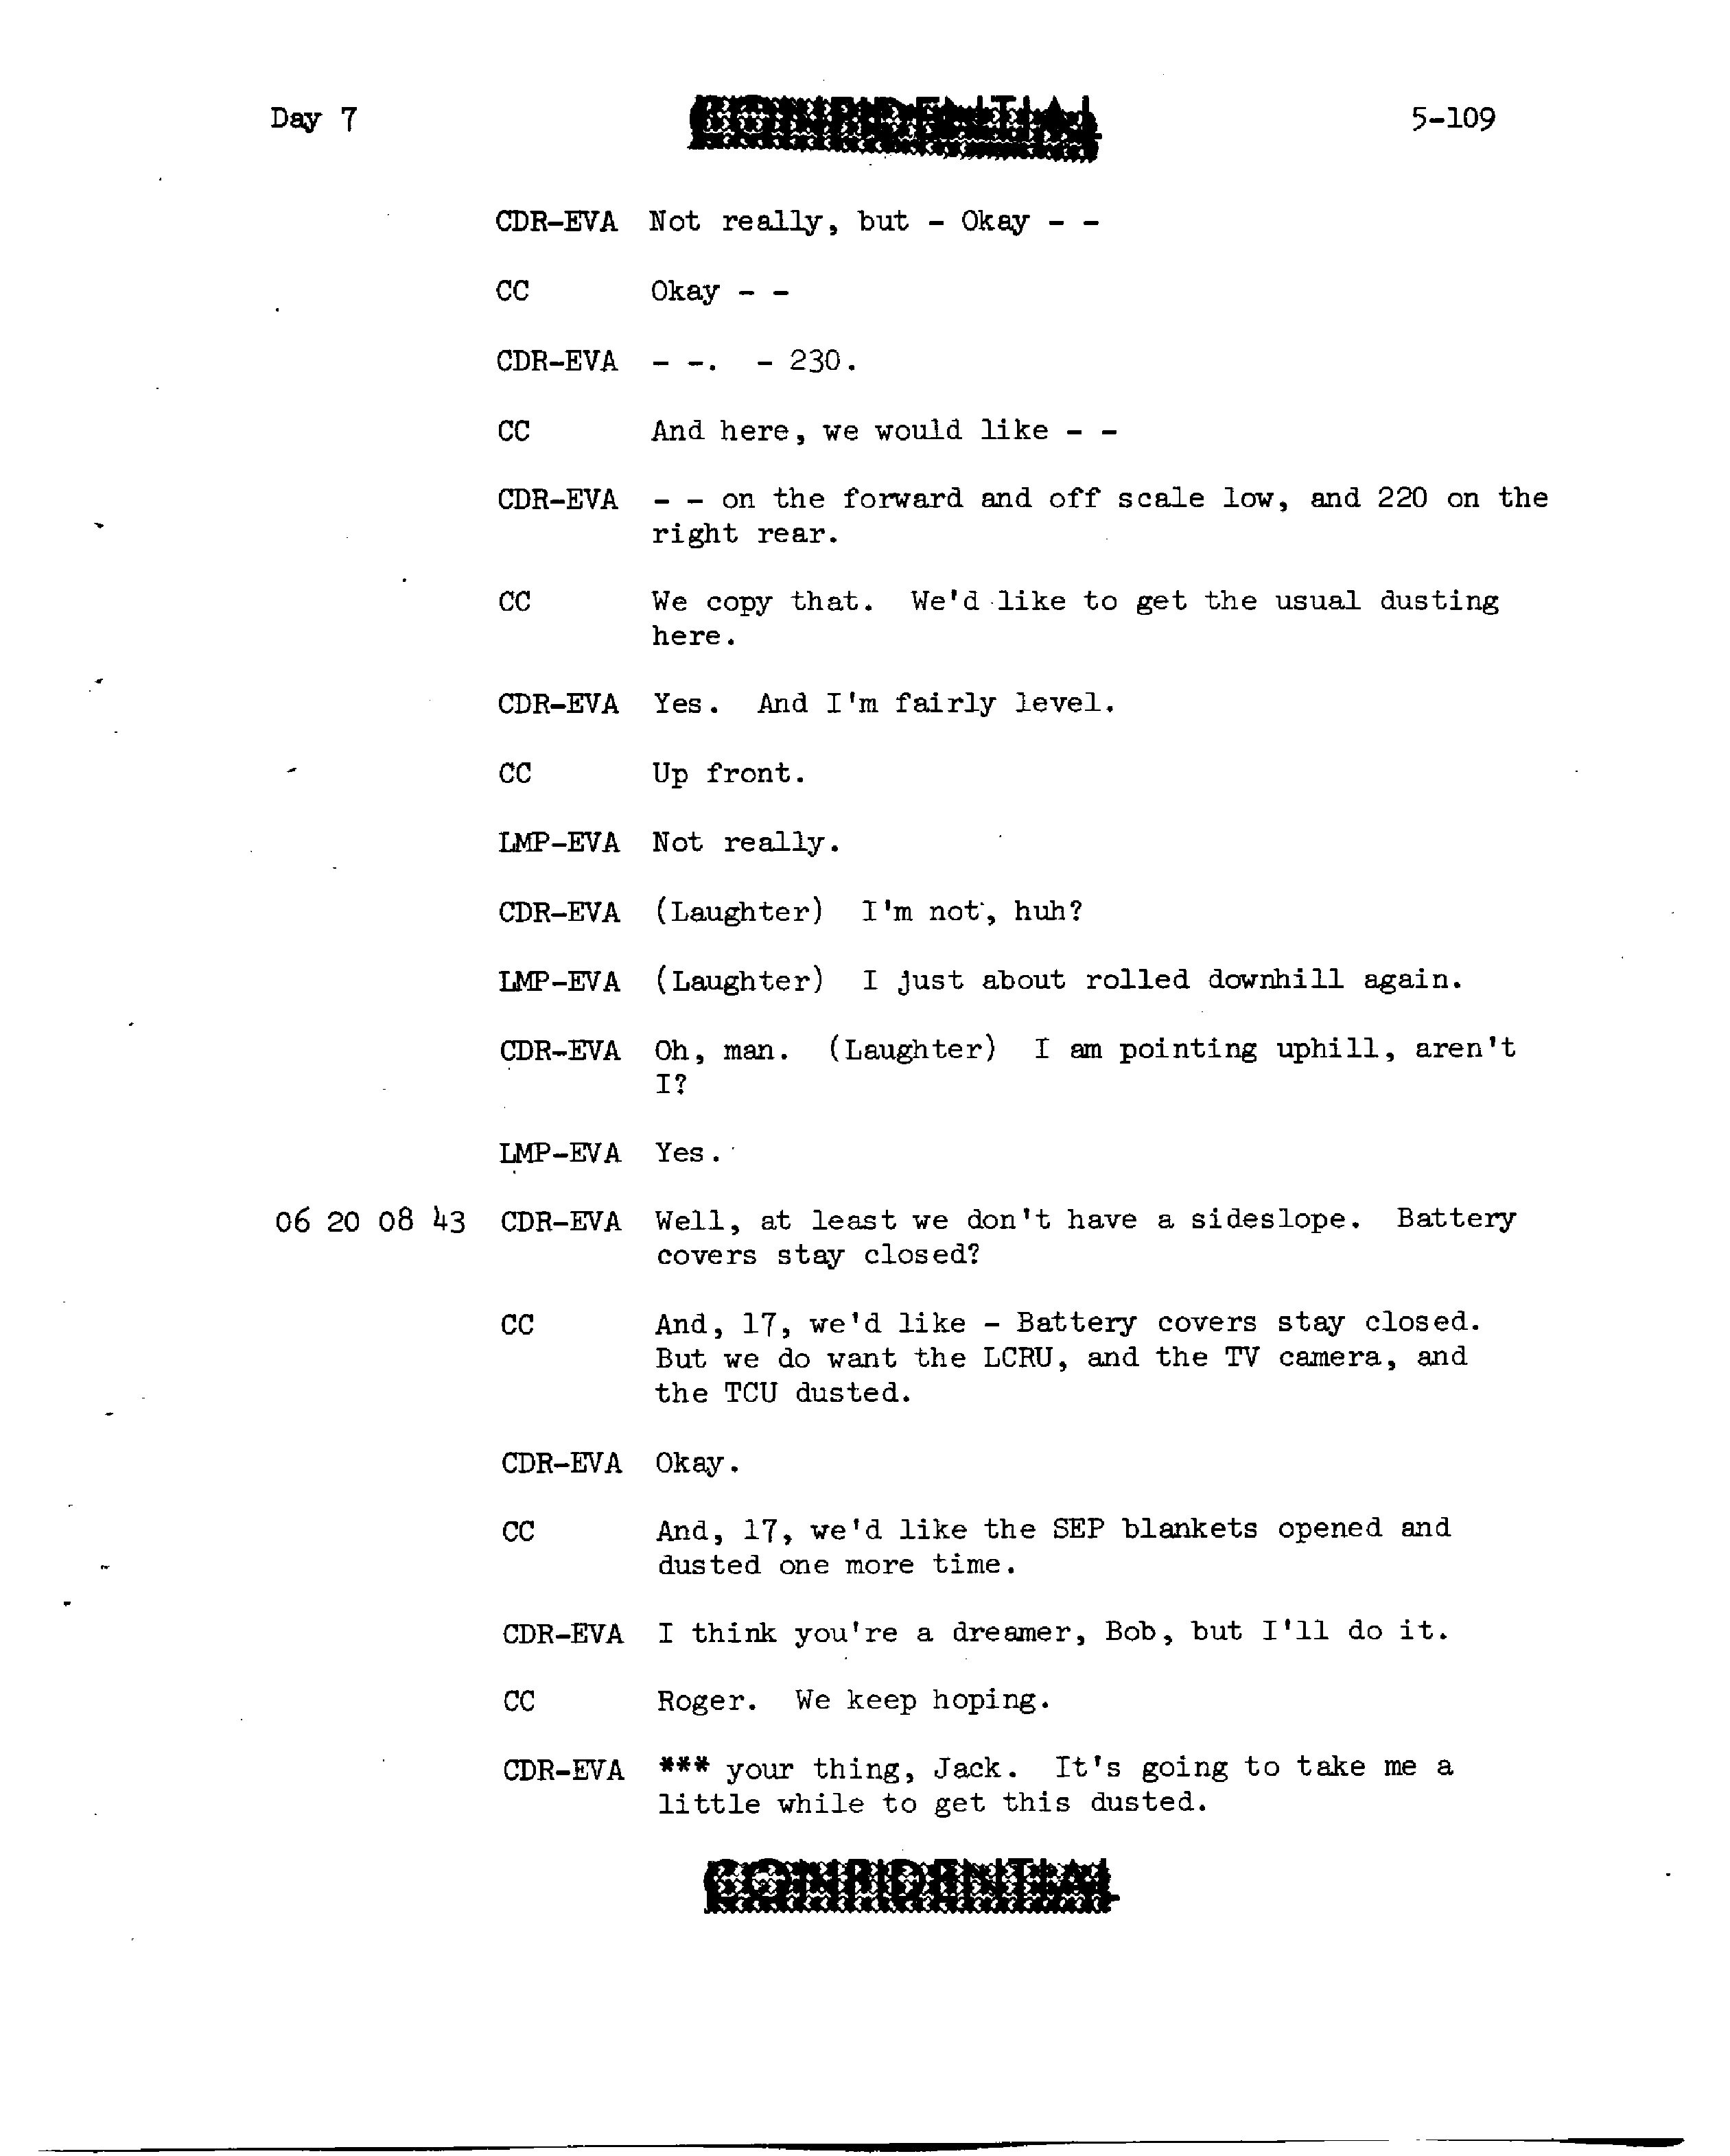 Day 7
CONFIDENTIAL
5-109
CDR-EVA Not really, but - Okay - -
CC Okay - -
CDR-EVA - -. - 230.
CC And here, we would like - -
CDR-EVA - - on the forward and off scale low, and 220 on the
right rear.
CC We copy that. We'd like to get the usual dusting
here.
CDR-EVA Yes. And I'm fairly level.
CC Up front.
LMP-EVA Not really.
CDR-EVA (Laughter) I'm not, huh?
LMP-EVA (Laughter) I just about rolled downhill again.
CDR-EVA Oh, man. (Laughter) I am pointing uphill, aren't
I?
LMP-EVA Yes.
06 20 08 43 CDR-EVA Well, at least we don't have a sideslope. Battery
covers stay closed?
CC And, 17, we'd like - Battery covers stay closed.
But we do want the LCRU, and the TV camera, and
the TCU dusted.
CDR-EVA Okay.
CC And, 17, we'd like the SEP blankets opened and
dusted one more time.
CDR-EVA I think you're a dreamer, Bob, but I'll do it.
CC Roger. We keep hoping.
CDR-EVA *** your thing, Jack. It's going to take me a
little while to get this dusted.
CONFIDENTIAL